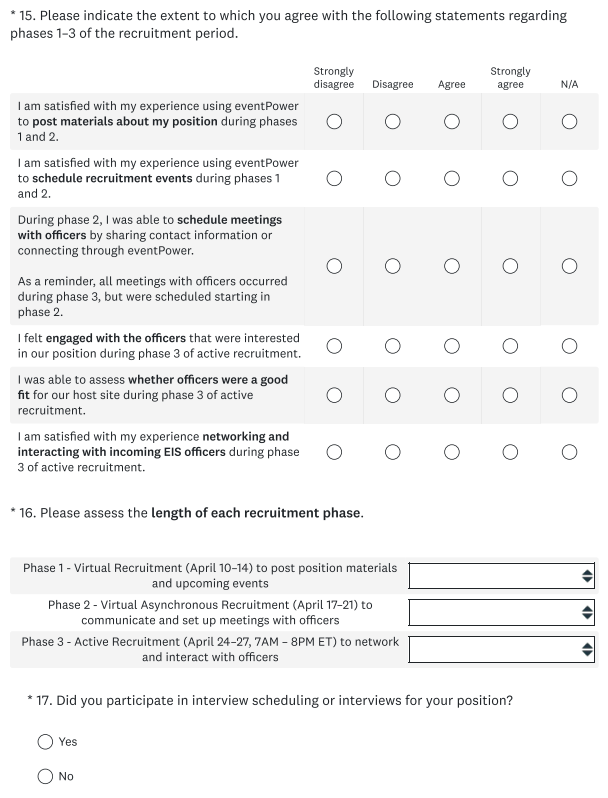 * 15. Please indicate the extent to which you agree with the following statements regarding
phases 1–3 of the recruitment period.
Strongly disagree Disagree Agree Strongly agree N/A
I am satisfied with my experience using eventPower
to post materials about my position during phases
1 and 2.
I am satisfied with my experience using eventPower
to schedule recruitment events during phases 1
and 2.
During phase 2, I was able to schedule meetings
with officers by sharing contact information or
connecting through eventPower.
As a reminder, all meetings with officers occurred
during phase 3, but were scheduled starting in
phase 2.
I felt engaged with the officers that were interested
in our position during phase 3 of active recruitment.
I was able to assess whether officers were a good
fit for our host site during phase 3 of active
recruitment.
I am satisfied with my experience networking and
interacting with incoming EIS officers during phase
3 of active recruitment.
* 16. Please assess the length of each recruitment phase.
Phase 1 - Virtual Recruitment (April 10–14) to post position materials
and upcoming events
Phase 2 - Virtual Asynchronous Recruitment (April 17–21) to
communicate and set up meetings with officers
Phase 3 - Active Recruitment (April 24–27, 7AM – 8PM ET) to network
and interact with officers
* 17. Did you participate in interview scheduling or interviews for your position?
Yes
No